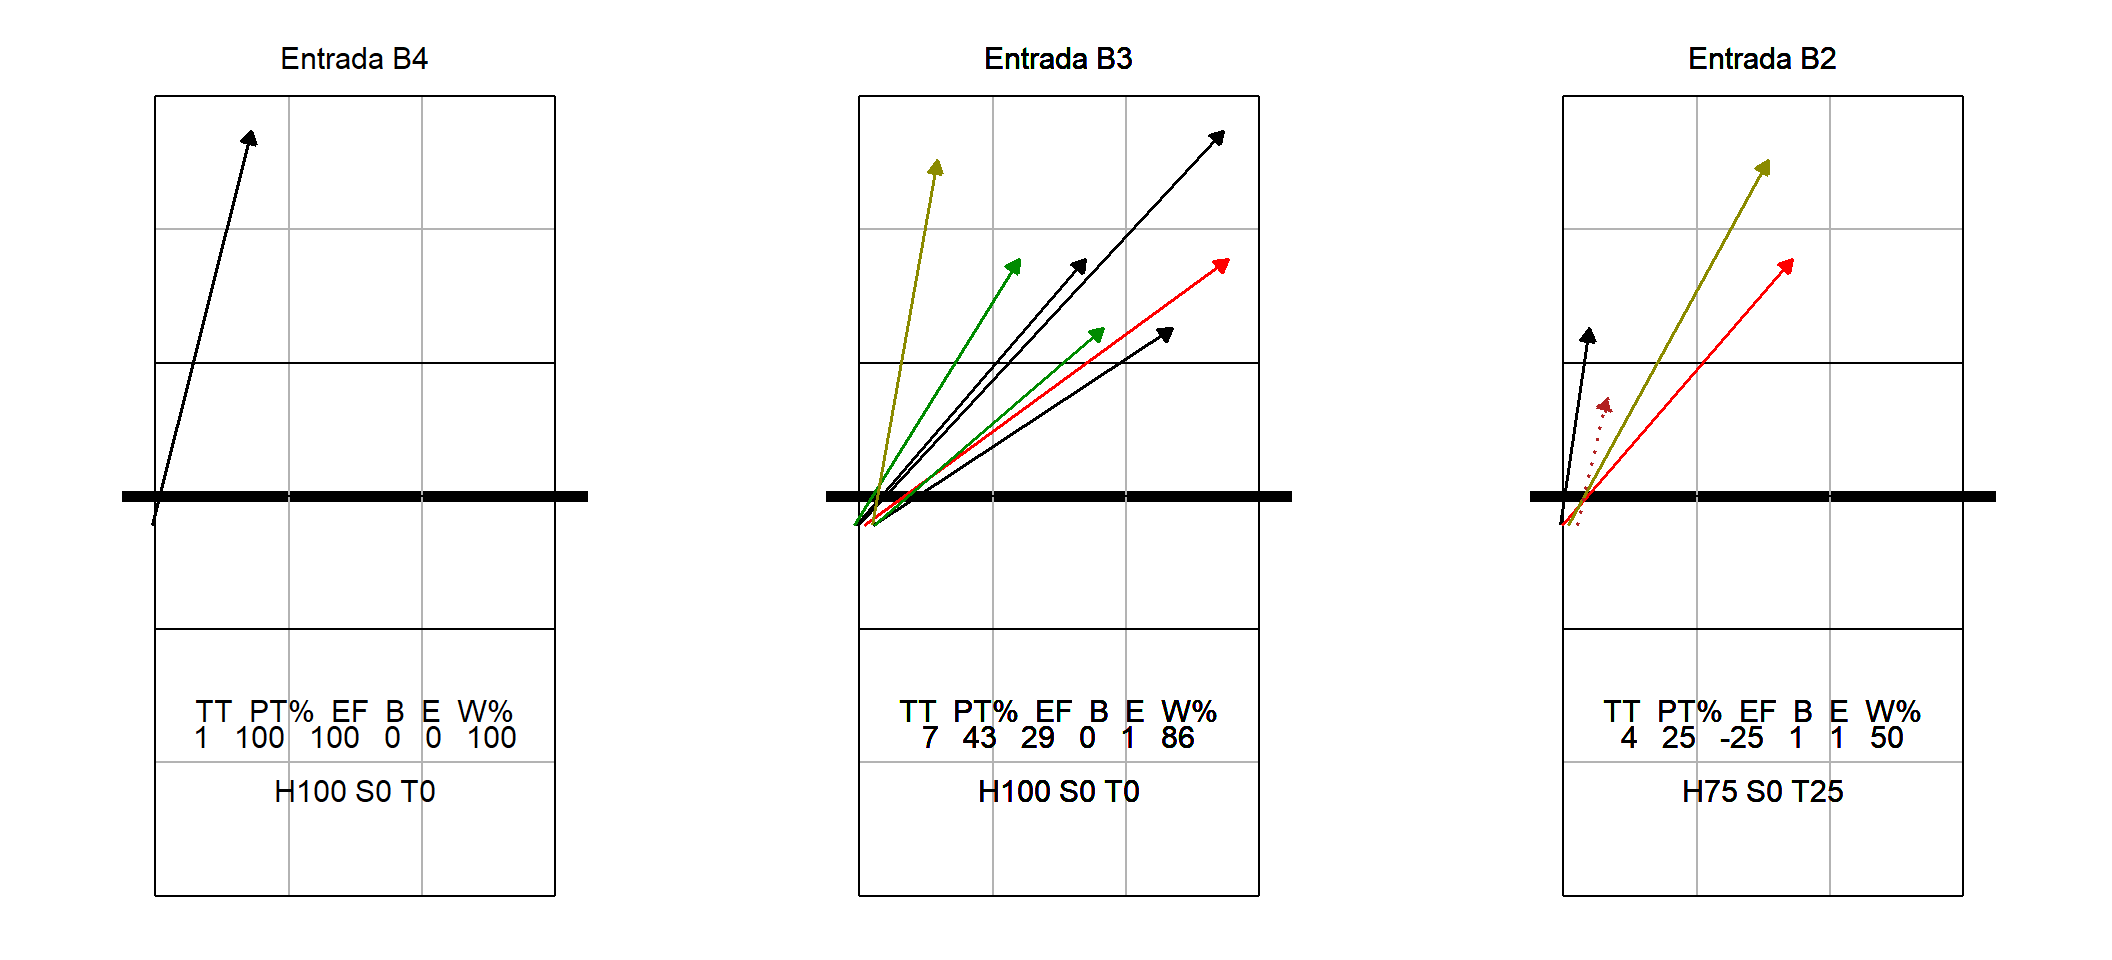 Entrada B4
TT PT% EF B E W%
1 100 100 0 0 100
H100 S0 T0
Entrada B3
TT PT% EF B E W%
7 43 29 0 1 86
H100 S0 T0
Entrada B2
TT PT% EF B E W%
4 25 -25 1 1 50
H75 S0 T25